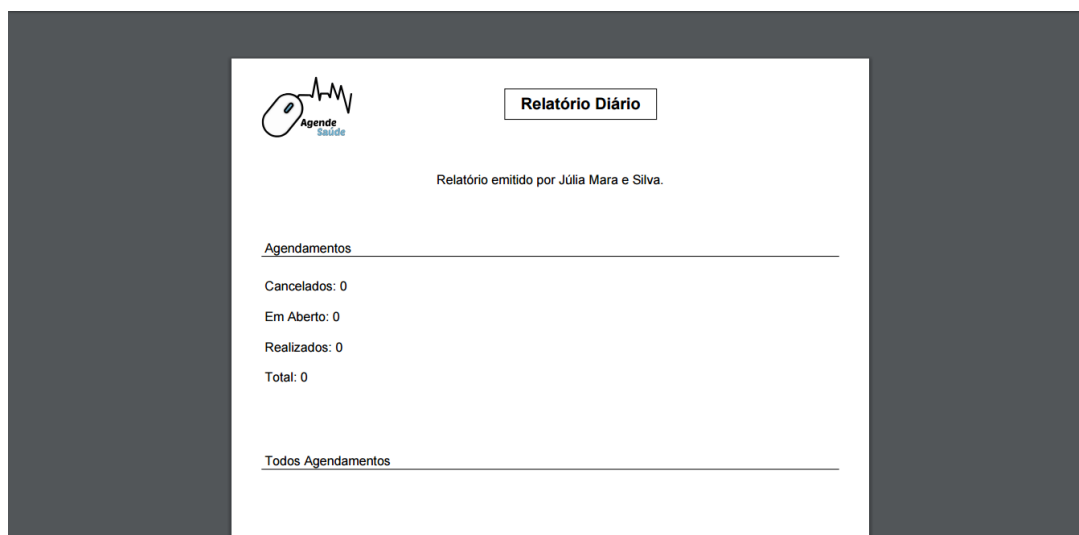 Agende
Saúde
Relatório Diário
Relatório emitido por Júlia Mara e Silva.
Agendamentos
Cancelados: 0
Em Aberto: 0
Realizados: 0
Total: 0
Todos Agendamentos